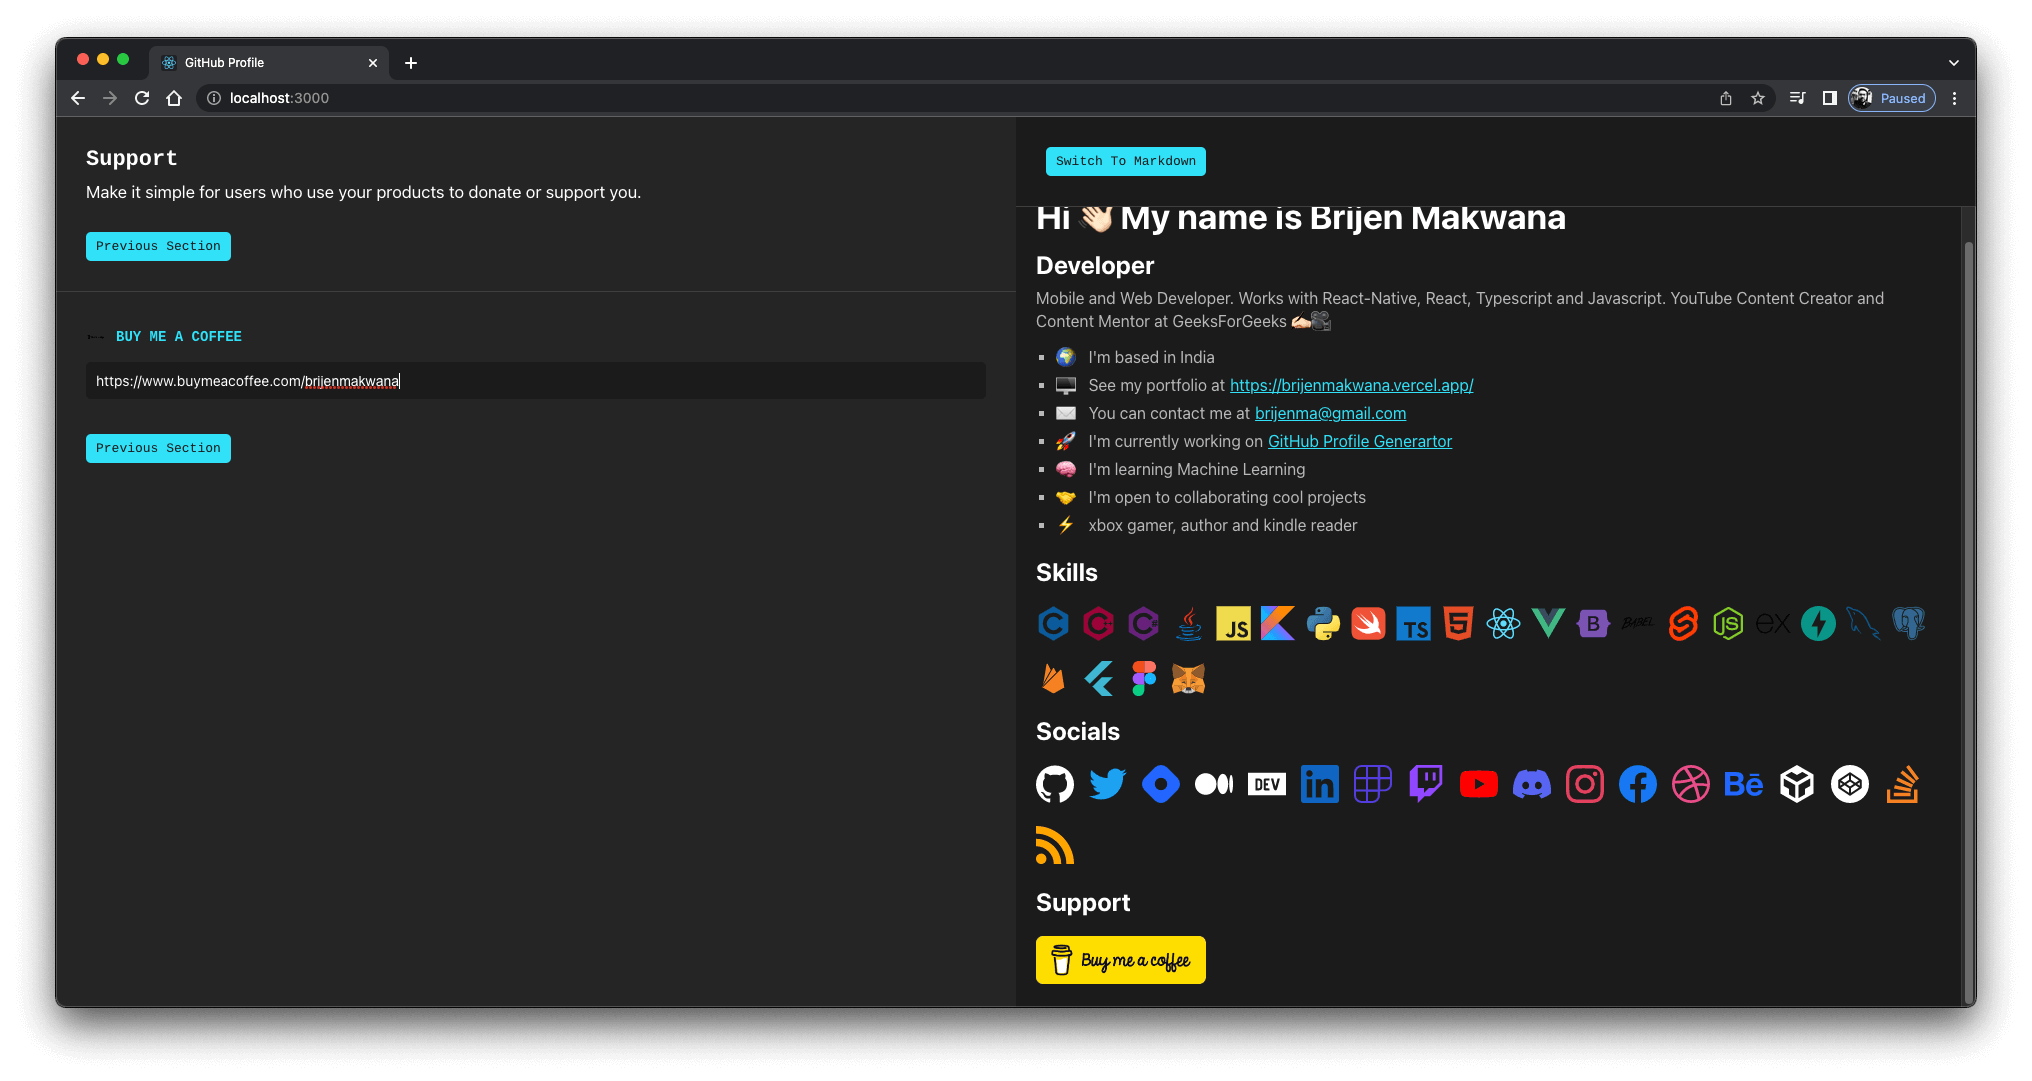 GitHub Profile
localhost:3000
Paused
Support
Make it simple for users who use your products to donate or support you.
Previous Section
BUY ME A COFFEE
https://www.buymeacoffee.com/brijenmakwana
Previous Section
Switch To Markdown
Hi 👋🏻 My name is Brijen Makwana
Developer
Mobile and Web Developer. Works with React-Native, React, Typescript and Javascript. YouTube Content Creator and
Content Mentor at GeeksForGeeks ✍🏻🎥
🌍 I'm based in India
🖥️ See my portfolio at https://brijenmakwana.vercel.app/
✉️ You can contact me at brijenma@gmail.com
🚀 I'm currently working on GitHub Profile Generartor
🧠 I'm learning Machine Learning
🤝 I'm open to collaborating cool projects
⚡ xbox gamer, author and kindle reader
Skills
C C++ C# JS TS 5 B BABEL JS ex
Socials
DEV in Bē
Support
Buy me a coffee